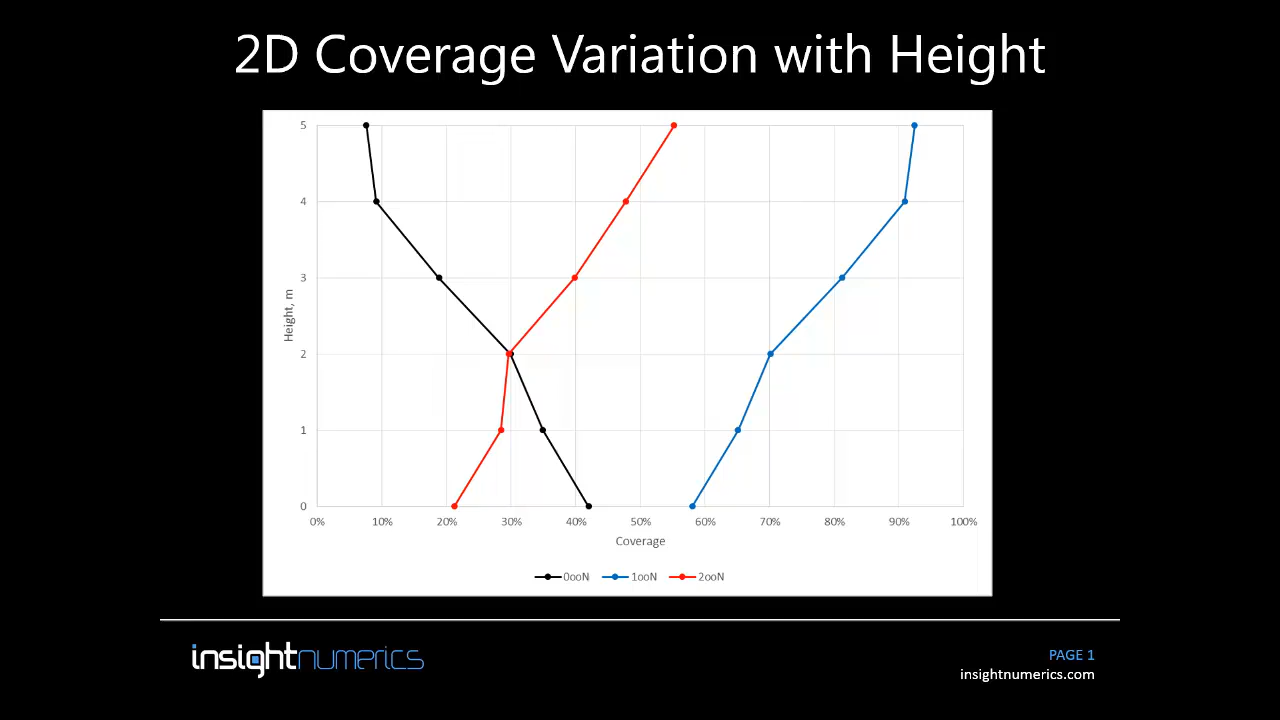 2D Coverage Variation with Height
5
4
3
2
1
0
Height, m
0% 10% 20% 30% 40% 50% 60% 70% 80% 90% 100%
Coverage
0ooN 1ooN 2ooN
insightnumerics
PAGE 1
insightnumerics.com